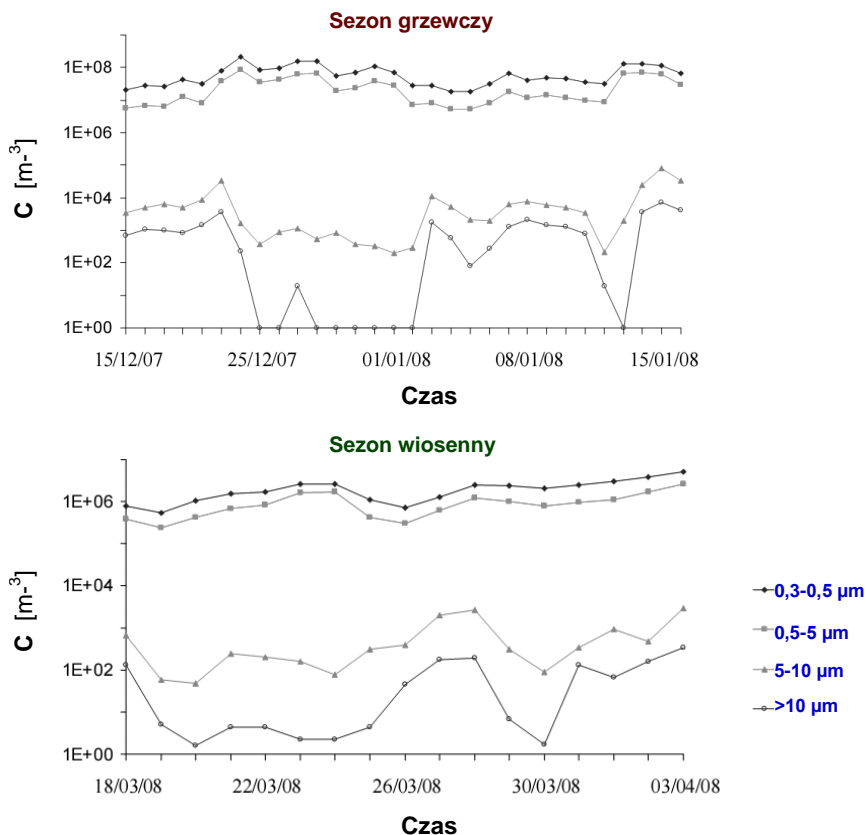 Sezon grzewczy
C [m-³]
1E+08
1E+06
1E+04
1E+02
1E+00
15/12/07 25/12/07 01/01/08 08/01/08 15/01/08
Czas
Sezon wiosenny
C [m-³]
1E+06
1E+04
1E+02
1E+00
18/03/08 22/03/08 26/03/08 30/03/08 03/04/08
Czas
0,3-0,5 µm
0,5-5 µm
5-10 µm
>10 µm